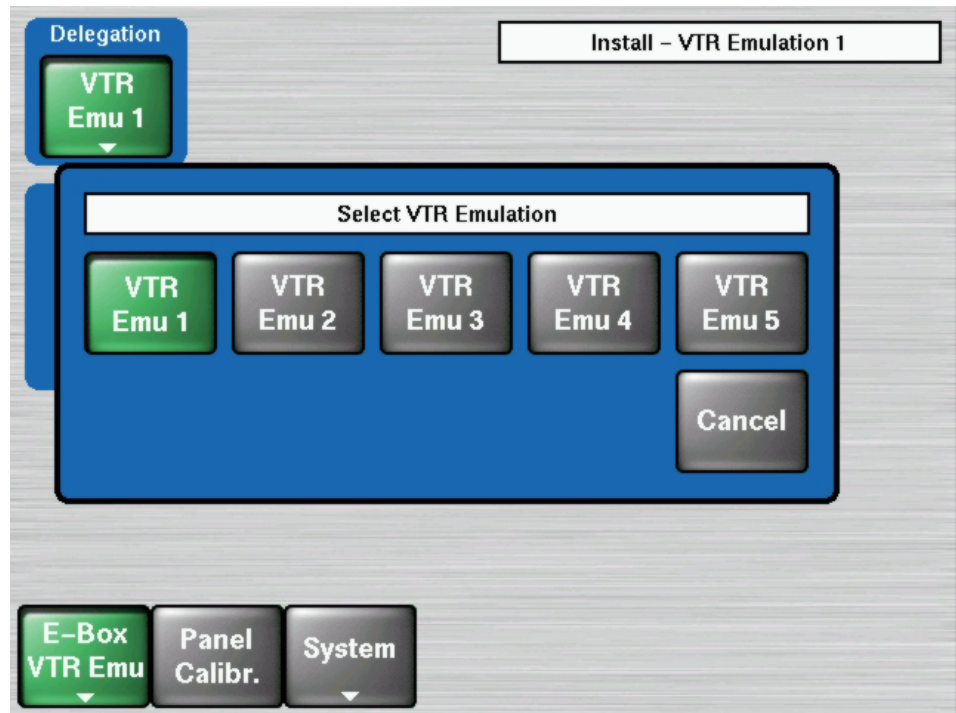 Delegation
Install – VTR Emulation 1
VTR
Emu 1
Select VTR Emulation
VTR
Emu 1
VTR
Emu 2
VTR
Emu 3
VTR
Emu 4
VTR
Emu 5
Cancel
E–Box
VTR Emu
Panel
Calibr.
System